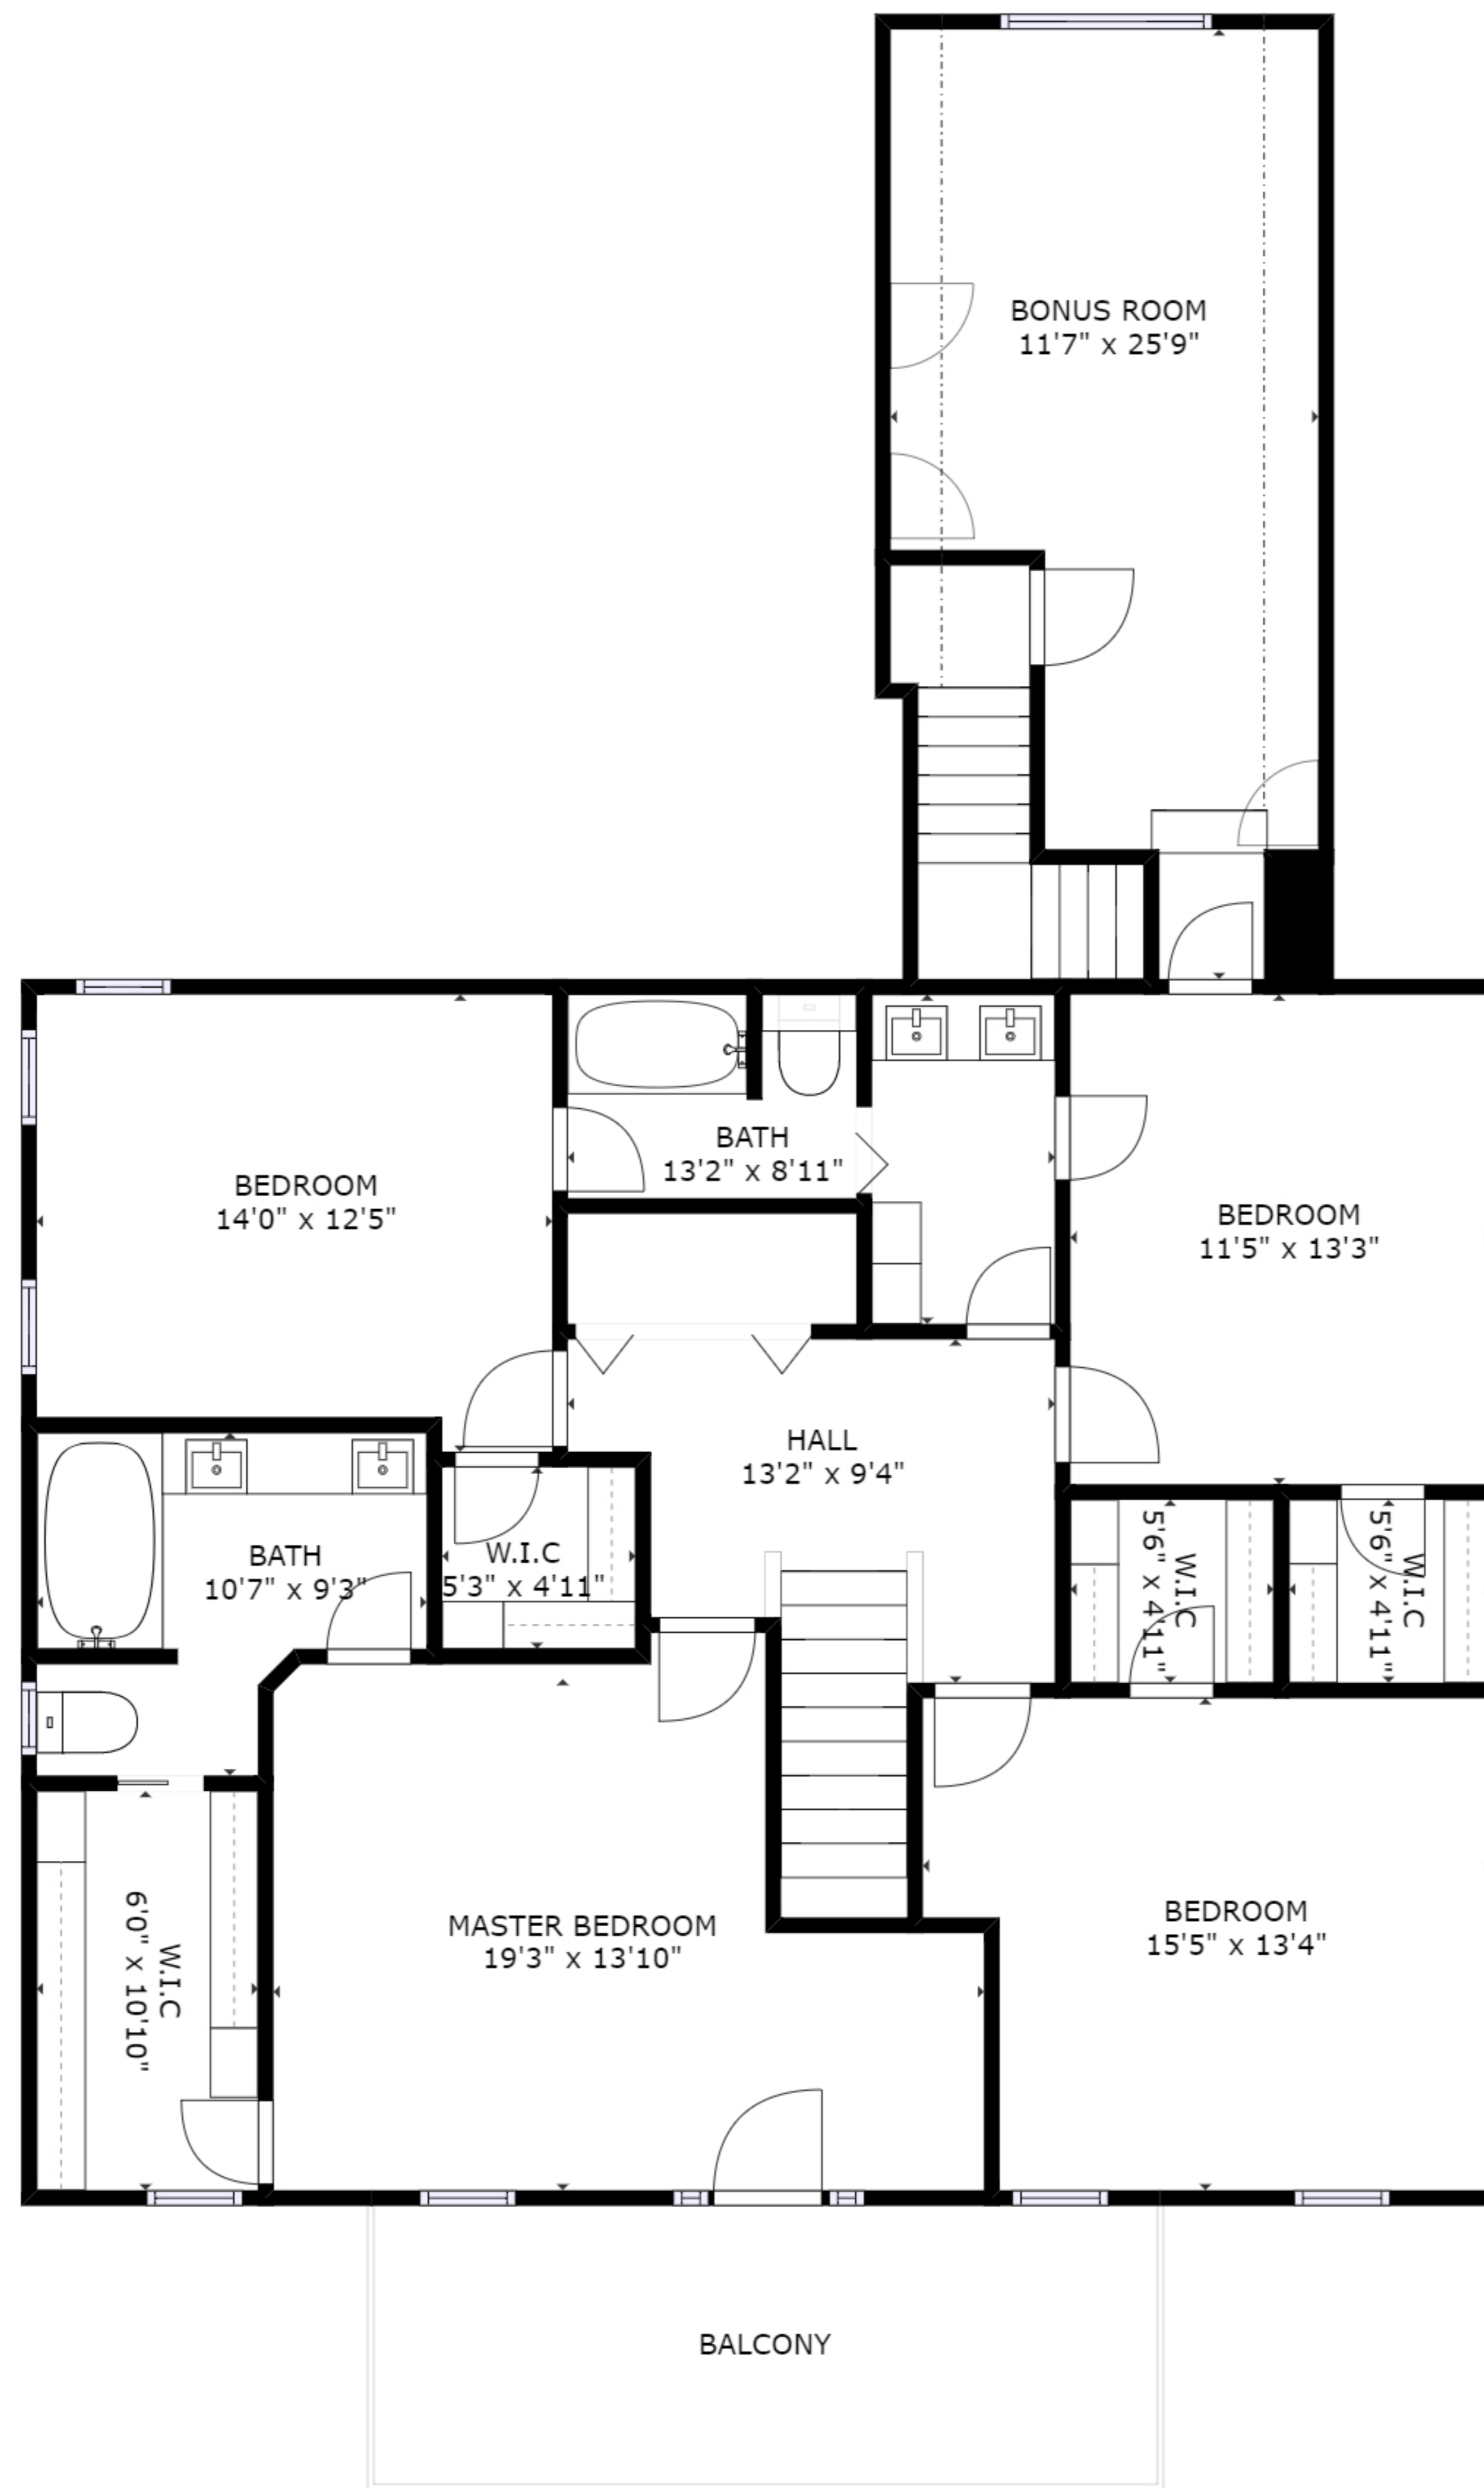 BONUS ROOM
11'7" x 25'9"
BATH
13'2" x 8'11"
BEDROOM
14'0" x 12'5"
BEDROOM
11'5" x 13'3"
HALL
13'2" x 9'4"
BATH
10'7" x 9'3"
W.I.C
5'3" x 4'11"
W.I.C
5'6" x 4'11"
W.I.C
5'6" x 4'11"
MASTER BEDROOM
19'3" x 13'10"
BEDROOM
15'5" x 13'4"
W.I.C
6'0" x 10'10"
BALCONY